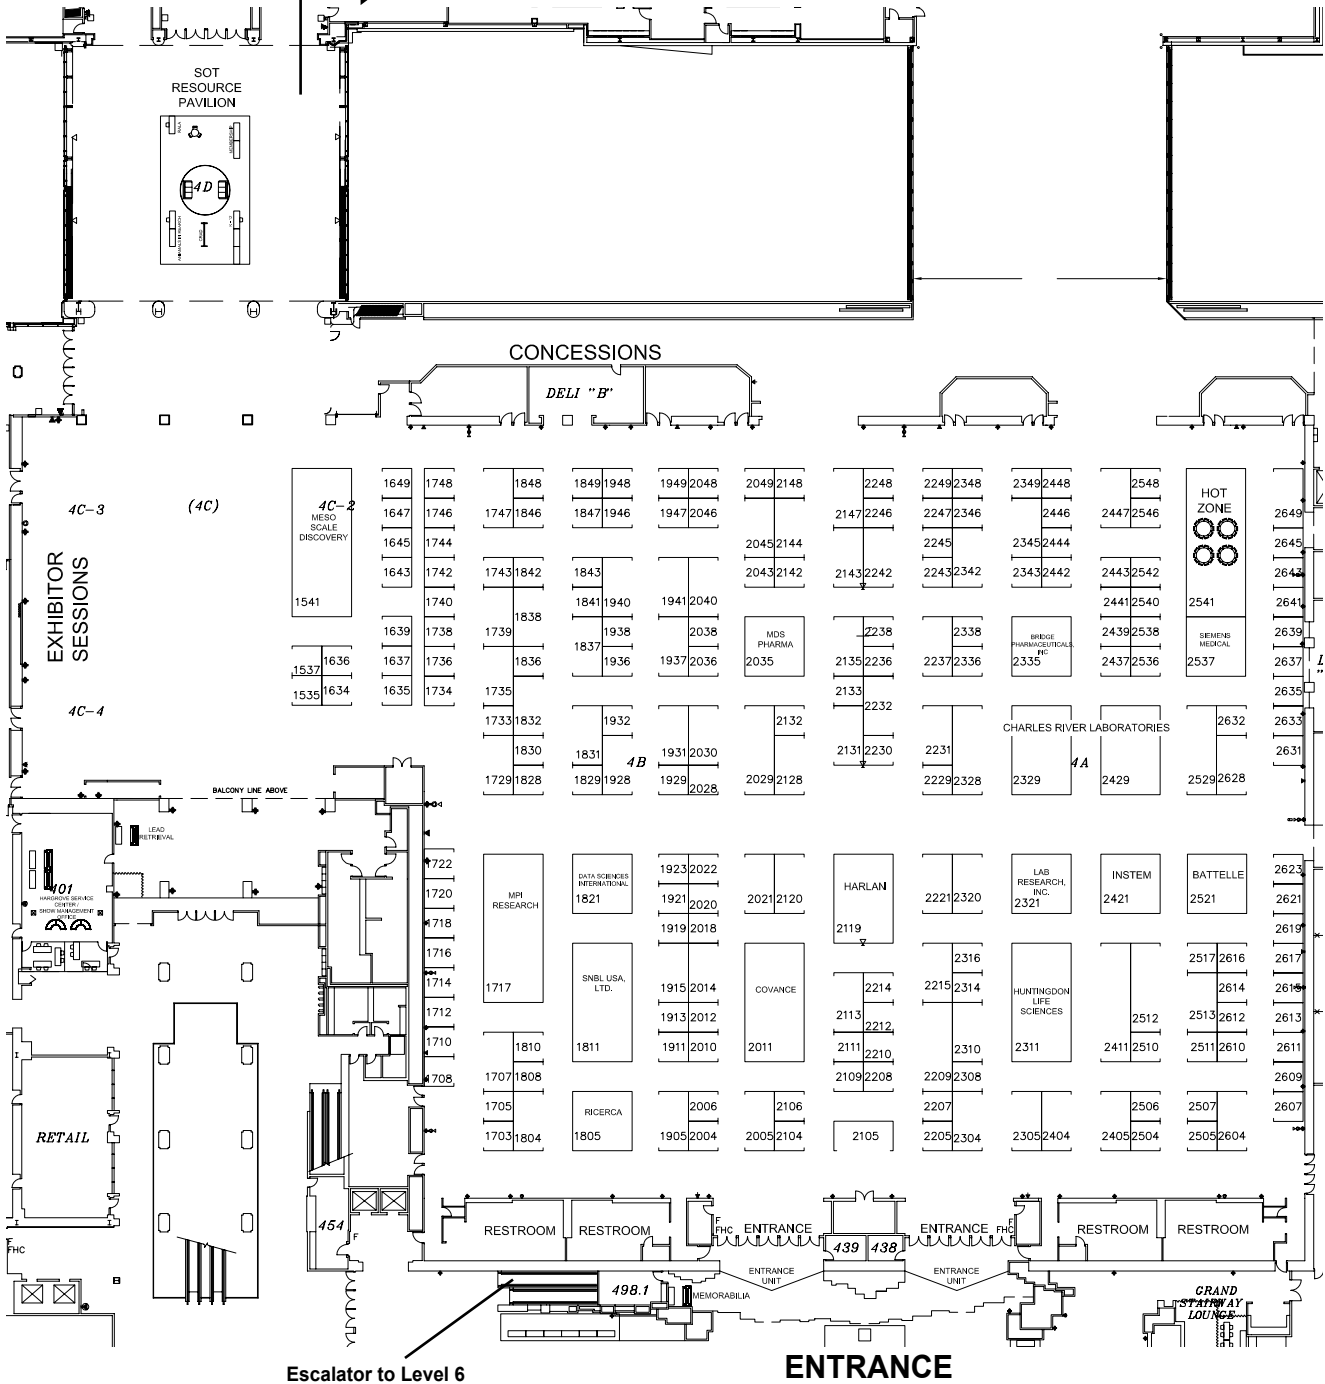 SOT
RESOURCE
PAVILION
MEMBERSHIP
4D
K-12
CONCESSIONS
DELI "B"
4C-3
(4C)
4C-2
MESO
SCALE
DISCOVERY
1541
EXHIBITOR
SESSIONS
4C-4
1649 1748 1848 1849 1948 1949 2048 2049 2148 2248 2249 2348 2349 2448 2548
HOT
ZONE
1647 1746 1747 1846 1847 1946 1947 2046 2147 2246 2247 2346 2446 2447 2546 2649
1645 1744 2045 2144 2245 2345 2444 2645
1643 1742 1743 1842 1843 2043 2142 2143 2242 2243 2342 2343 2442 2443 2542 2643
1740 1838 1841 1940 1941 2040 2441 2540 2541 2641
1639 1738 1739 1837 1938 2038
MDS
PHARMA
2035
2238 2338
BRIDGE
PHARMACEUTICALS,
INC
2335
2439 2538
SIEMENS
MEDICAL
2537
2639
1537 1636 1637 1736 1836 1936 1937 2036 2135 2236 2237 2336 2437 2536 2637
1535 1634 1635 1734 1735 2133 2232 2635
1733 1832 1932 2132 2632 2633
CHARLES RIVER LABORATORIES
1830 1831 4B 1931 2030 2131 2230 2231 4A 2631
1729 1828 1829 1928 1929 2028 2029 2128 2229 2328 2329 2429 2529 2628
BALCONY LINE ABOVE
LEAD
RETRIEVAL
401
HARGROVE SERVICE
CENTER /
SHOW MANAGEMENT
OFFICE
1722
MPI
RESEARCH
1717
DATA SCIENCES
INTERNATIONAL
1821
1923 2022
HARLAN
2119
LAB
RESEARCH,
INC.
2321
INSTEM
2421
BATTELLE
2521
2623
1720 1921 2020 2021 2120 2221 2320 2621
1718 1919 2018 2619
1716
SNBL USA,
LTD.
1811
COVANCE
2011
2316
HUNTINGDON
LIFE
SCIENCES
2311
2517 2616 2617
1714 1915 2014 2214 2215 2314 2614 2615
1712 1913 2012 2113 2212 2512 2513 2612 2613
1710 1810 1911 2010 2111 2210 2310 2411 2510 2511 2610 2611
1708 1707 1808 2109 2208 2209 2308 2609
1705
RICERCA
1805
2006 2106 2207 2506 2507 2607
1703 1804 1905 2004 2005 2104 2105 2205 2304 2305 2404 2405 2504 2505 2604
RETAIL
454
F
F
FHC
RESTROOM
RESTROOM
F
FHC
ENTRANCE
439
438
ENTRANCE
F
FHC
RESTROOM
RESTROOM
ENTRANCE
UNIT
ENTRANCE
UNIT
498.1
MEMORABILIA
GRAND
STAIRWAY
LOUNGE
Escalator to Level 6
ENTRANCE